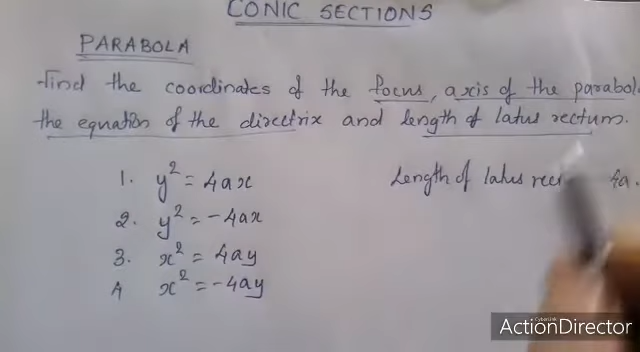 CONIC SECTIONS
PARABOLA
Find the coordinates of the focus, axis of the parabol
the equation of the directrix and length of latus rectum.
1. y² = 4ax
Length of latus rec 4a.
2. y² = -4ax
3. x² = 4ay
4 x² = -4ay
CyberLink
ActionDirector